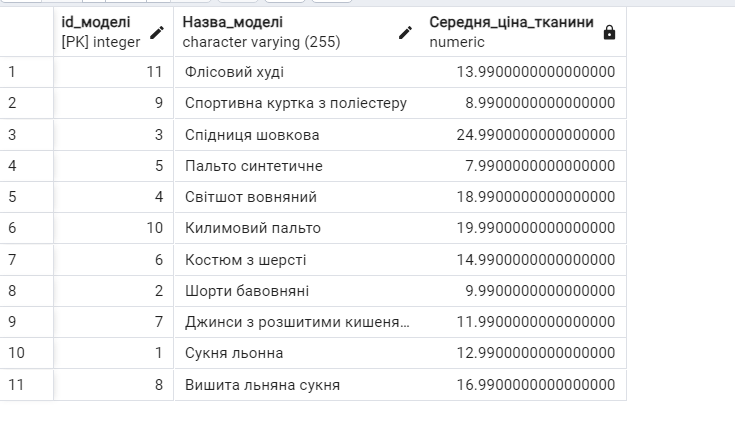 id_моделі Назва_моделі Середня_ціна_тканини
[PK] integer character varying (255) numeric
1 11 Флісовий худі 13.9900000000000000
2 9 Спортивна куртка з поліестеру 8.9900000000000000
3 3 Спідниця шовкова 24.9900000000000000
4 5 Пальто синтетичне 7.9900000000000000
5 4 Світшот вовняний 18.9900000000000000
6 10 Килимовий пальто 19.9900000000000000
7 6 Костюм з шерсті 14.9900000000000000
8 2 Шорти бавовняні 9.9900000000000000
9 7 Джинси з розшитими кишеня... 11.9900000000000000
10 1 Сукня льонна 12.9900000000000000
11 8 Вишита льняна сукня 16.9900000000000000